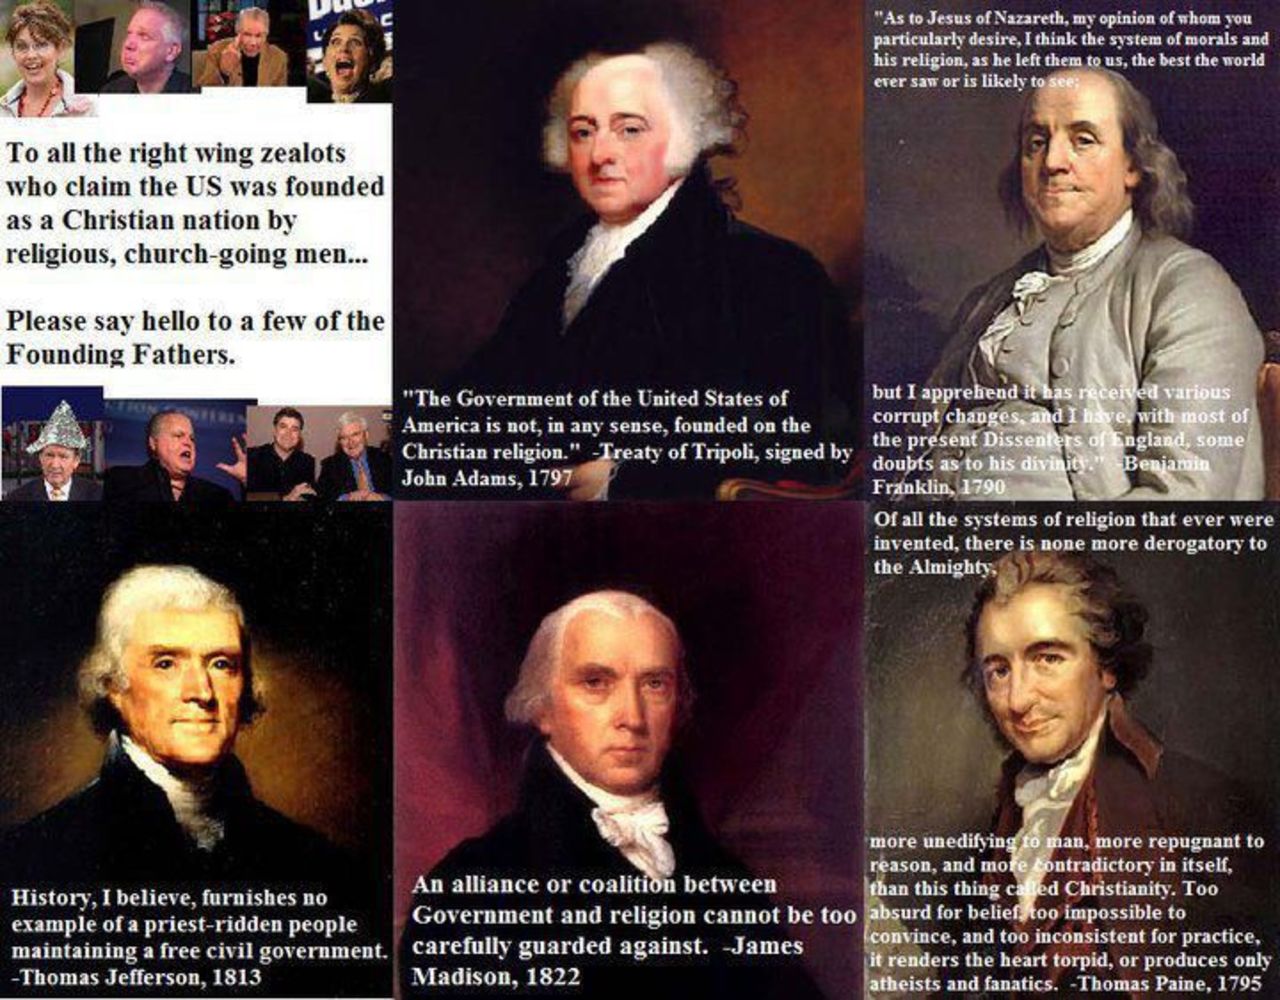 To all the right wing zealots
who claim the US was founded
as a Christian nation by
religious, church-going men...
Please say hello to a few of the
Founding Fathers.
"The Government of the United States of
America is not, in any sense, founded on the
Christian religion." -Treaty of Tripoli, signed by
John Adams, 1797
"As to Jesus of Nazareth, my opinion of whom you
particularly desire, I think the system of morals and
his religion, as he left them to us, the best the world
ever saw or is likely to see;
but I apprehend it has received various
corrupt changes, and I have, with most of
the present Dissenters of England, some
doubts as to his divinity." -Benjamin
Franklin, 1790
History, I believe, furnishes no
example of a priest-ridden people
maintaining a free civil government.
-Thomas Jefferson, 1813
An alliance or coalition between
Government and religion cannot be too
carefully guarded against. -James
Madison, 1822
Of all the systems of religion that ever were
invented, there is none more derogatory to
the Almighty,
more unedifying to man, more repugnant to
reason, and more contradictory in itself,
than this thing called Christianity. Too
absurd for belief, too impossible to
convince, and too inconsistent for practice,
it renders the heart torpid, or produces only
atheists and fanatics. -Thomas Paine, 1795